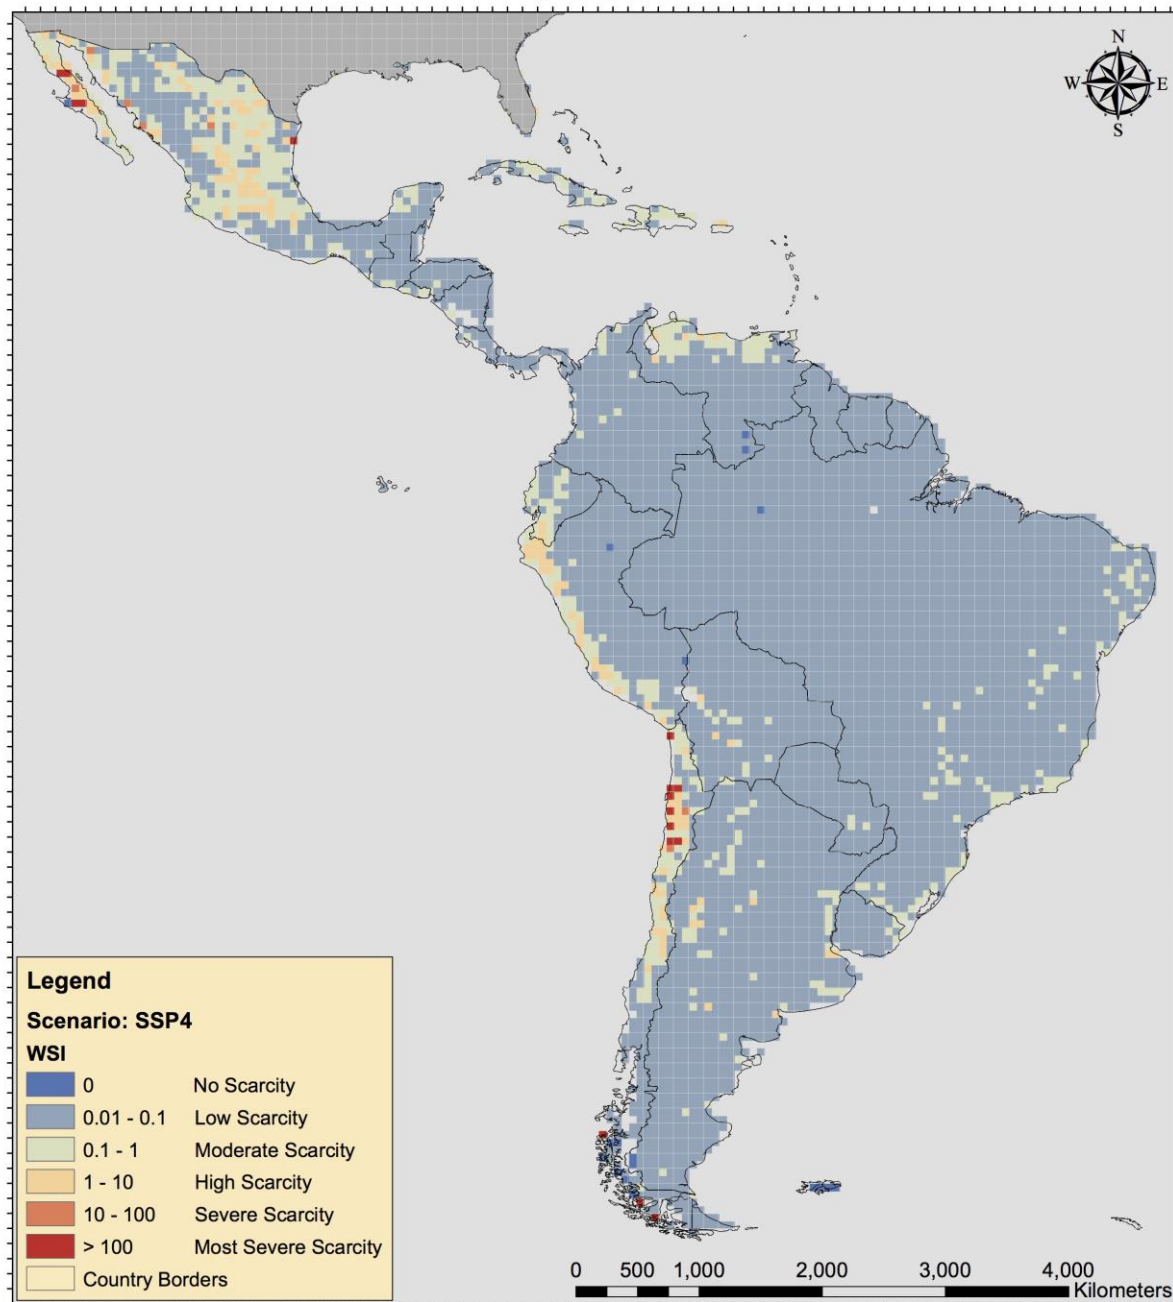 N
W E
S
Legend
Scenario: SSP4
WSI
0 No Scarcity
0.01 - 0.1 Low Scarcity
0.1 - 1 Moderate Scarcity
1 - 10 High Scarcity
10 - 100 Severe Scarcity
> 100 Most Severe Scarcity
Country Borders
0 500 1,000 2,000 3,000 4,000
Kilometers